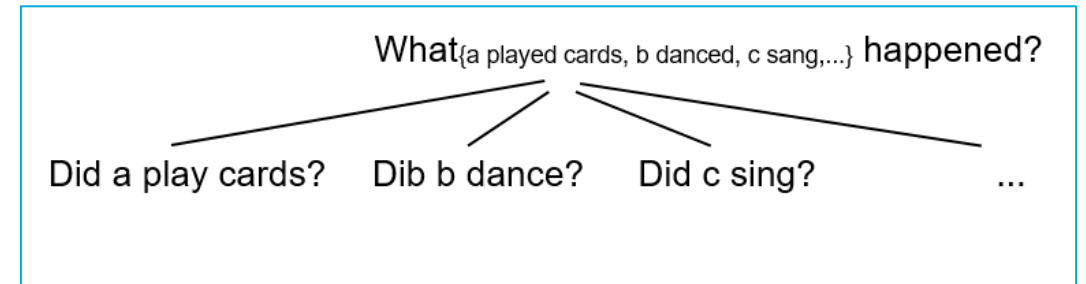 What{a played cards, b danced, c sang,...} happened?
Did a play cards? Dib b dance? Did c sing? ...